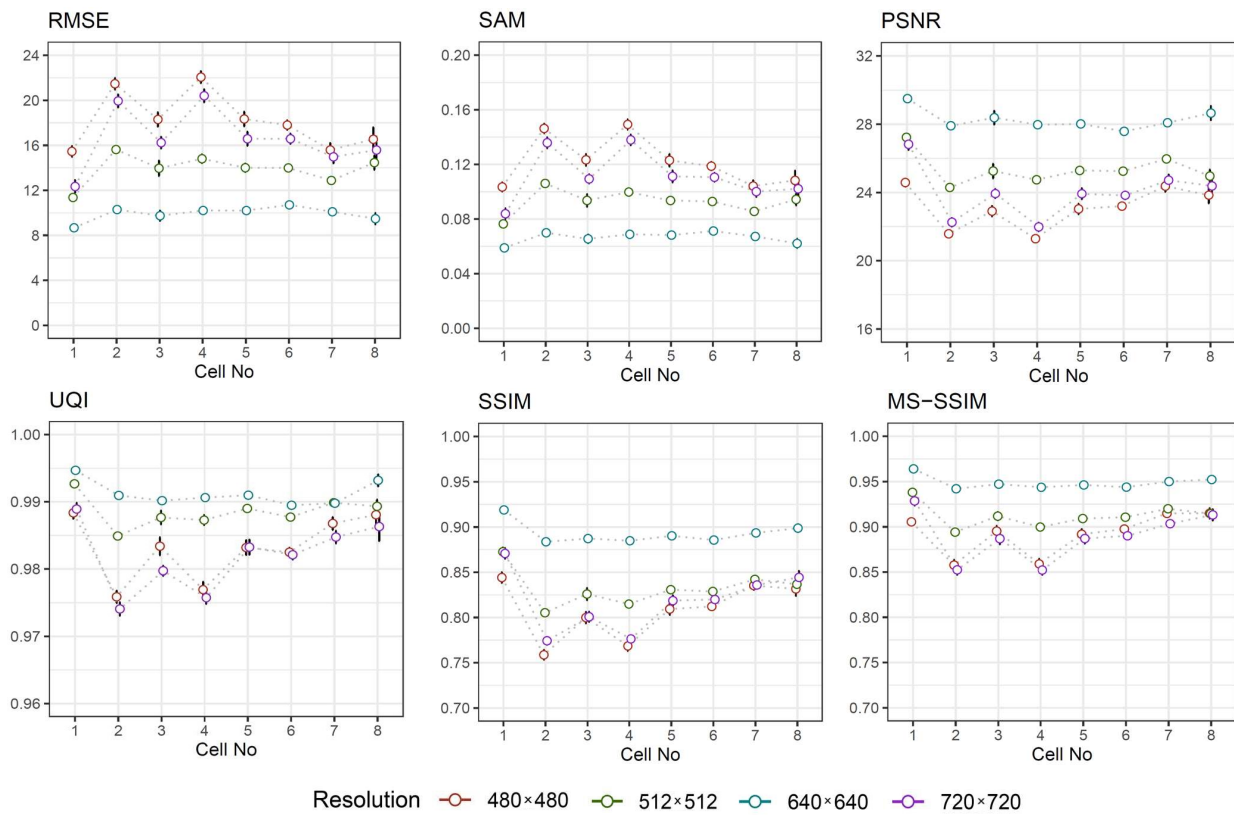 RMSE
24
20
16
12
8
4
0
1 2 3 4 5 6 7 8
Cell No
SAM
0.20
0.16
0.12
0.08
0.04
0.00
1 2 3 4 5 6 7 8
Cell No
PSNR
32
28
24
20
16
1 2 3 4 5 6 7 8
Cell No
UQI
1.00
0.99
0.98
0.97
0.96
1 2 3 4 5 6 7 8
Cell No
SSIM
1.00
0.95
0.90
0.85
0.80
0.75
0.70
1 2 3 4 5 6 7 8
Cell No
MS−SSIM
1.00
0.95
0.90
0.85
0.80
0.75
0.70
1 2 3 4 5 6 7 8
Cell No
Resolution 480×480 512×512 640×640 720×720